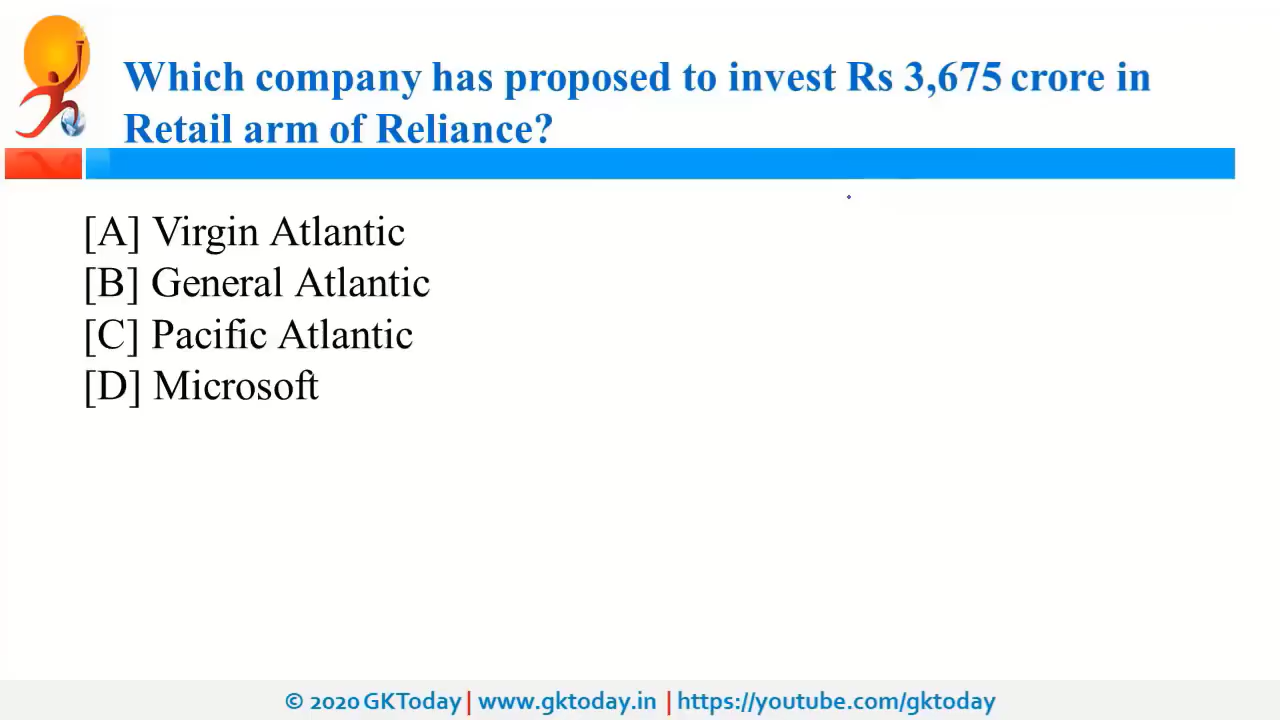 Which company has proposed to invest Rs 3,675 crore in
Retail arm of Reliance?
[A] Virgin Atlantic
[B] General Atlantic
[C] Pacific Atlantic
[D] Microsoft
© 2020 GKToday | www.gktoday.in | https://youtube.com/gktoday